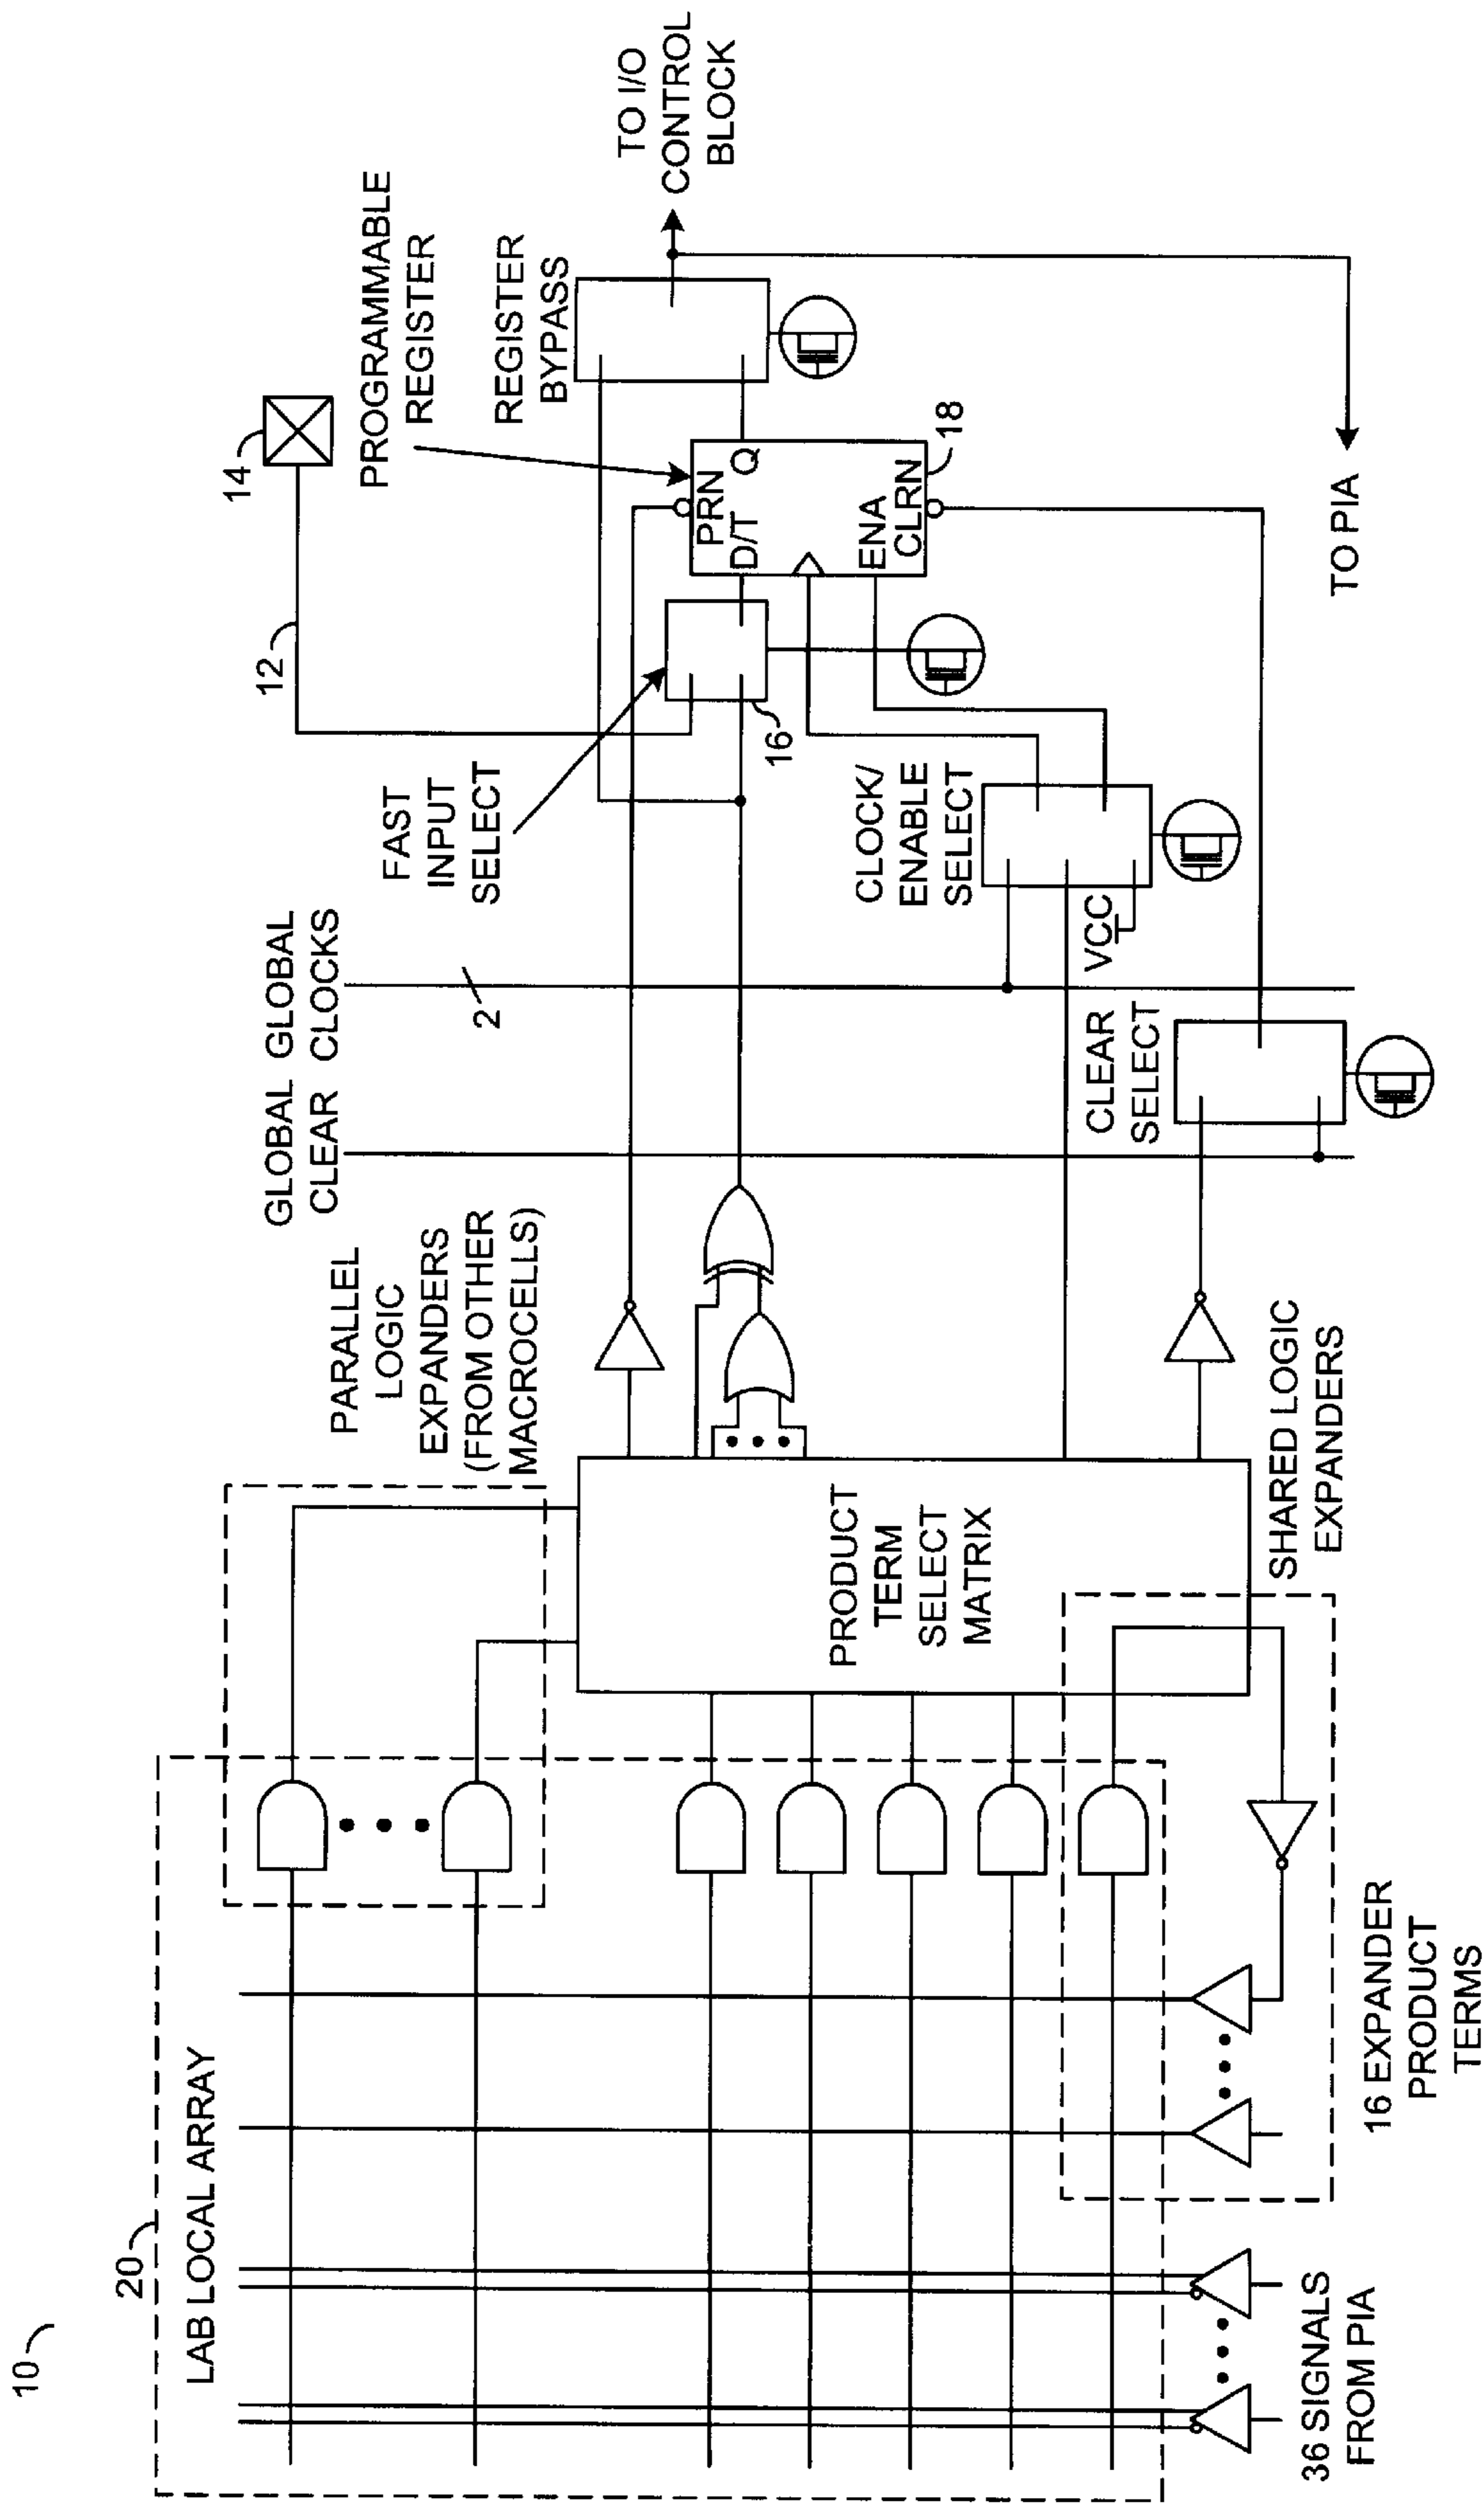 10
20
LAB LOCAL ARRAY
36 SIGNALS
FROM PIA
16 EXPANDER
PRODUCT
TERMS
SHARED LOGIC
EXPANDERS
PRODUCT
TERM
SELECT
MATRIX
PARALLEL
LOGIC
EXPANDERS
(FROM OTHER
MACROCELLS)
GLOBAL
CLEAR
GLOBAL
CLOCKS
2
CLEAR
SELECT
VCC
CLOCK/
ENABLE
SELECT
FAST
INPUT
SELECT
16
12
14
PROGRAMMABLE
REGISTER
PRN
D/T
Q
ENA
CLRN
18
REGISTER
BYPASS
TO I/O
CONTROL
BLOCK
TO PIA